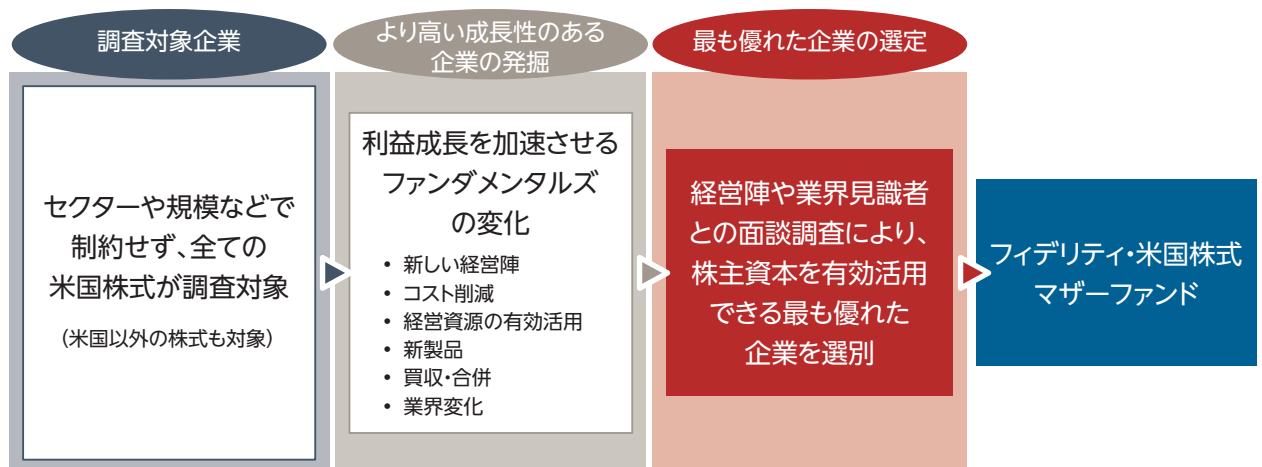 調査対象企業
セクターや規模などで
制約せず、全ての
米国株式が調査対象
(米国以外の株式も対象)
より高い成長性のある
企業の発掘
利益成長を加速させる
ファンダメンタルズ
の変化
• 新しい経営陣
• コスト削減
• 経営資源の有効活用
• 新製品
• 買収・合併
• 業界変化
最も優れた企業の選定
経営陣や業界見識者
との面談調査により、
株主資本を有効活用
できる最も優れた
企業を選別
フィデリティ・米国株式
マザーファンド